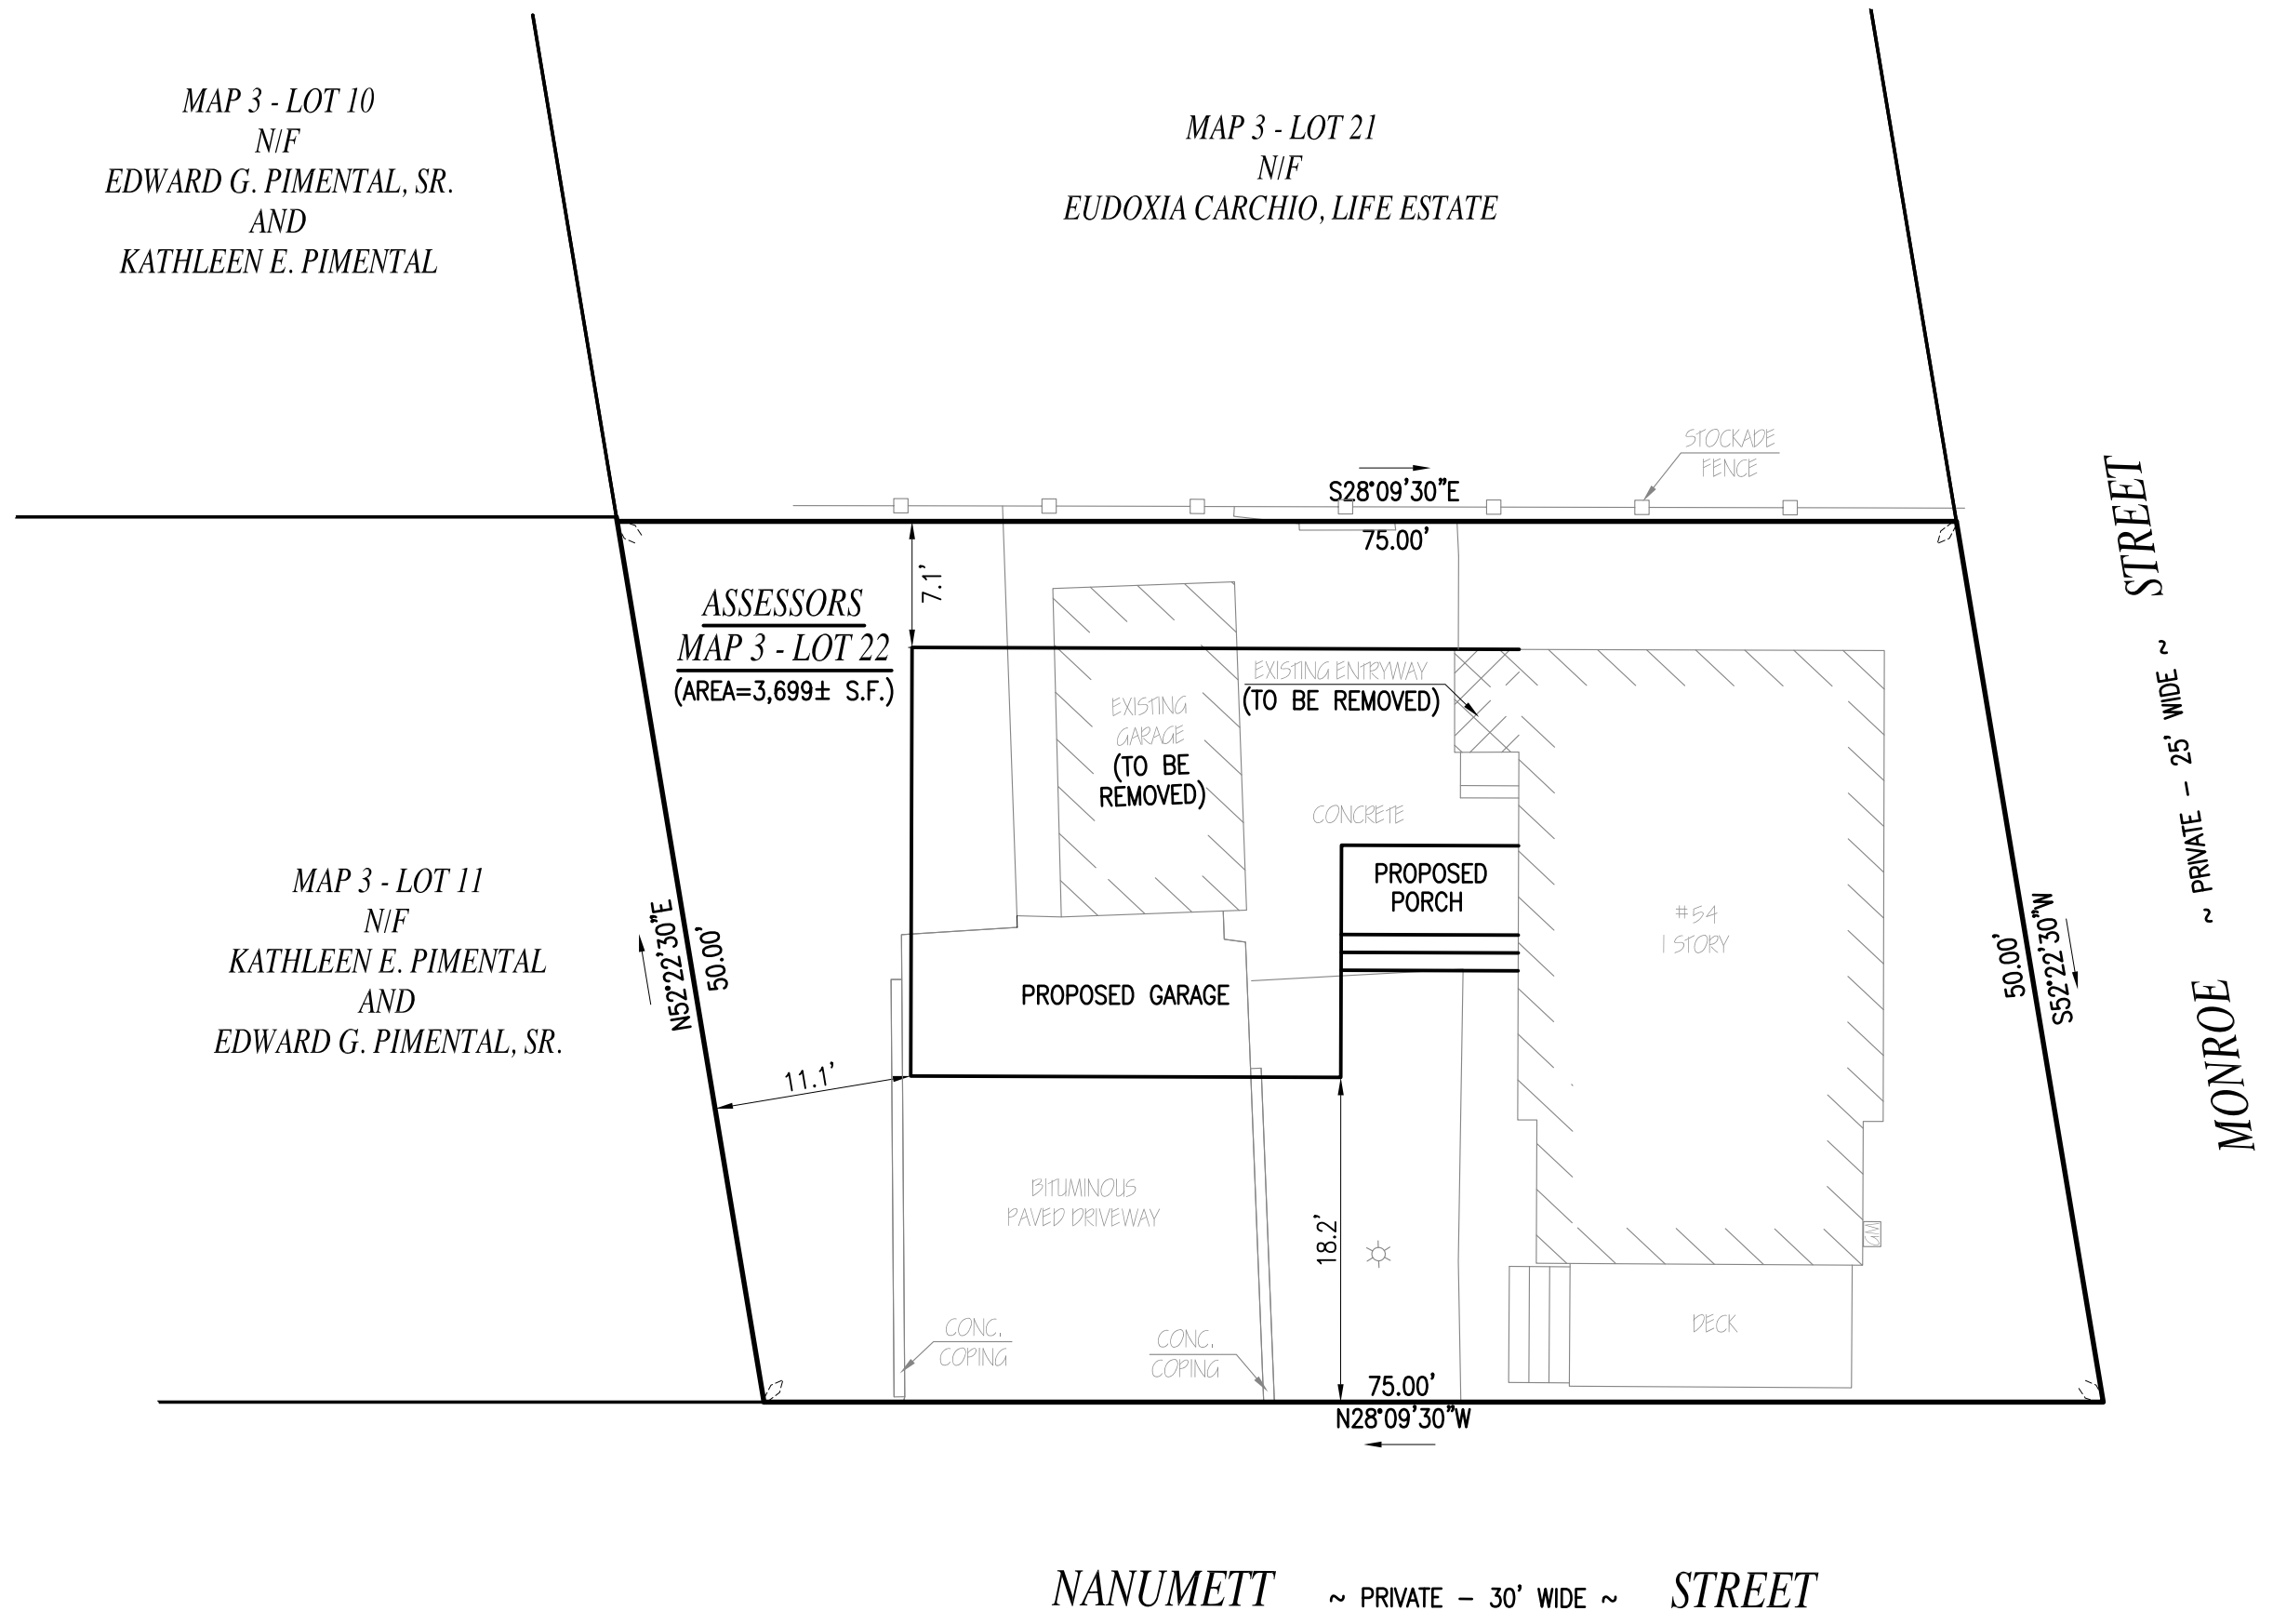 MAP 3 - LOT 10
N/F
EDWARD G. PIMENTAL, SR.
AND
KATHLEEN E. PIMENTAL
MAP 3 - LOT 21
N/F
EUDOXIA CARCHIO, LIFE ESTATE
STOCKADE
FENCE
S28°09'30"E
75.00'
7.1'
ASSESSORS
MAP 3 - LOT 22
(AREA=3,699± S.F.)
EXISTING ENTRYWAY
(TO BE REMOVED)
EXISTING
GARAGE
(TO BE
REMOVED)
CONCRETE
PROPOSED
PORCH
#54
1 STORY
PROPOSED GARAGE
MAP 3 - LOT 11
N/F
KATHLEEN E. PIMENTAL
AND
EDWARD G. PIMENTAL, SR.
N52°22'30"E
50.00'
11.1'
50.00'
S52°22'30"W
MONROE ~ PRIVATE - 25' WIDE ~ STREET
BITUMINOUS
PAVED DRIVEWAY
18.2'
CONC.
COPING
CONC.
COPING
DECK
75.00'
N28°09'30"W
NANUMETT ~ PRIVATE - 30' WIDE ~ STREET